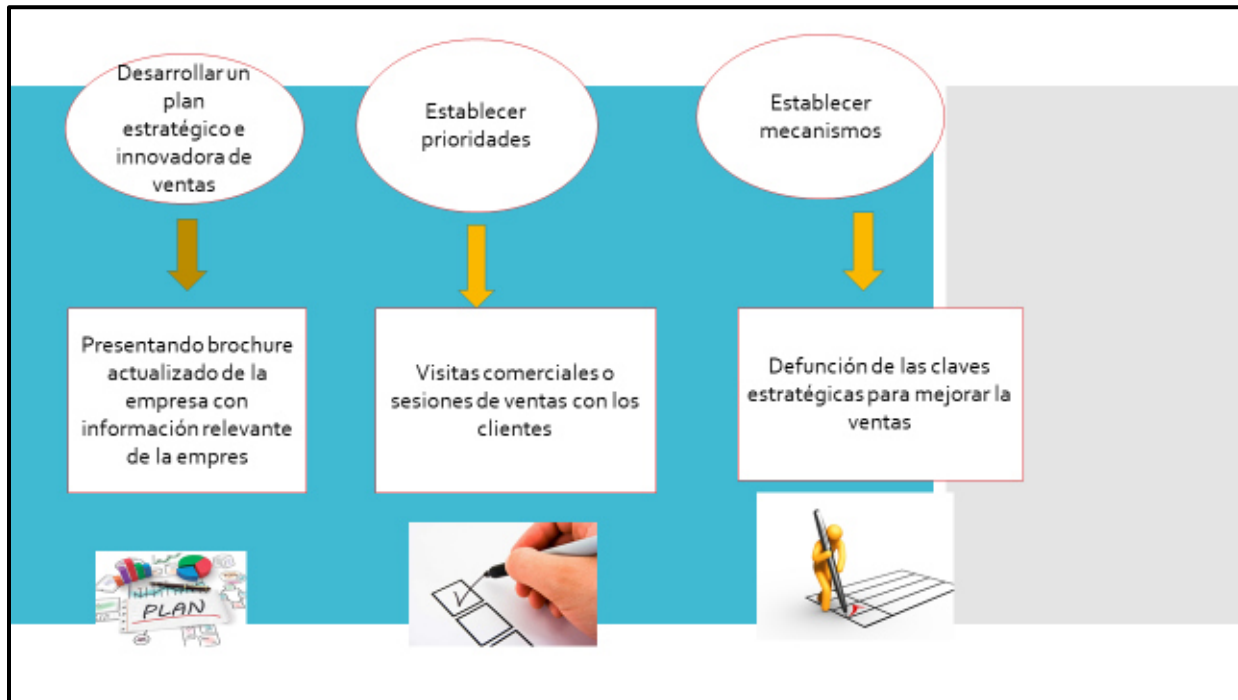 Desarrollar un
plan
estratégico e
innovadora de
ventas
Establecer
prioridades
Establecer
mecanismos
Presentando brochure
actualizado de la
empresa con
información relevante
de la empres
Visitas comerciales o
sesiones de ventas con los
clientes
Defunción de las claves
estratégicas para mejorar la
ventas
PLAN